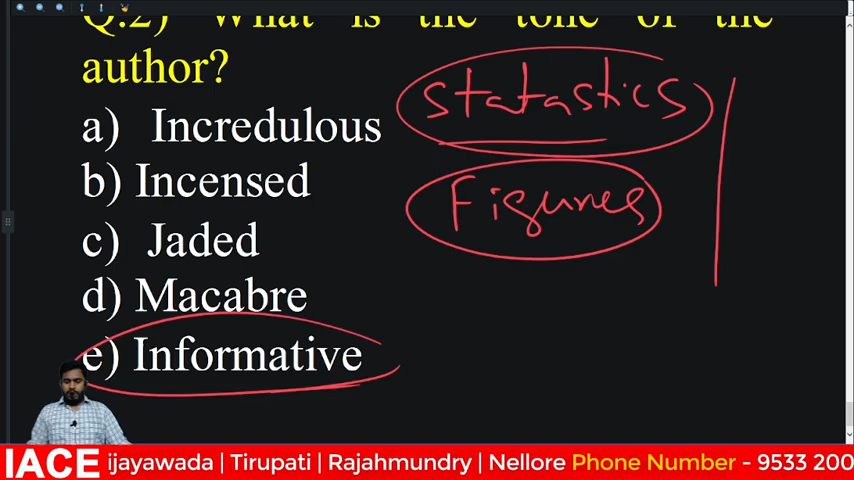 Q.2) What is the tone of the
author?
statastics
a) Incredulous
b) Incensed
Figures
c) Jaded
d) Macabre
e) Informative
IACE ijayawada | Tirupati | Rajahmundry | Nellore Phone Number - 9533 200